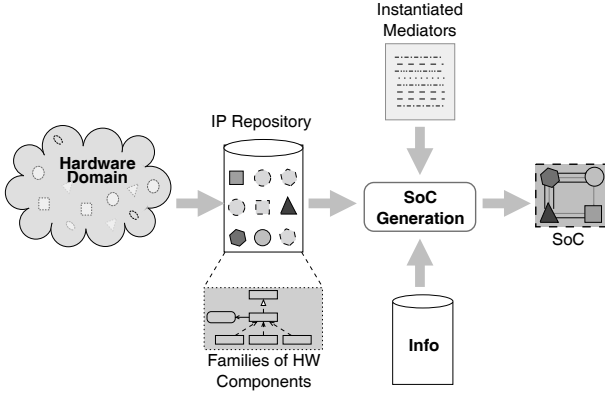 Instantiated
Mediators
IP Repository
Hardware
Domain
SoC
Generation
SoC
Info
Families of HW
Components